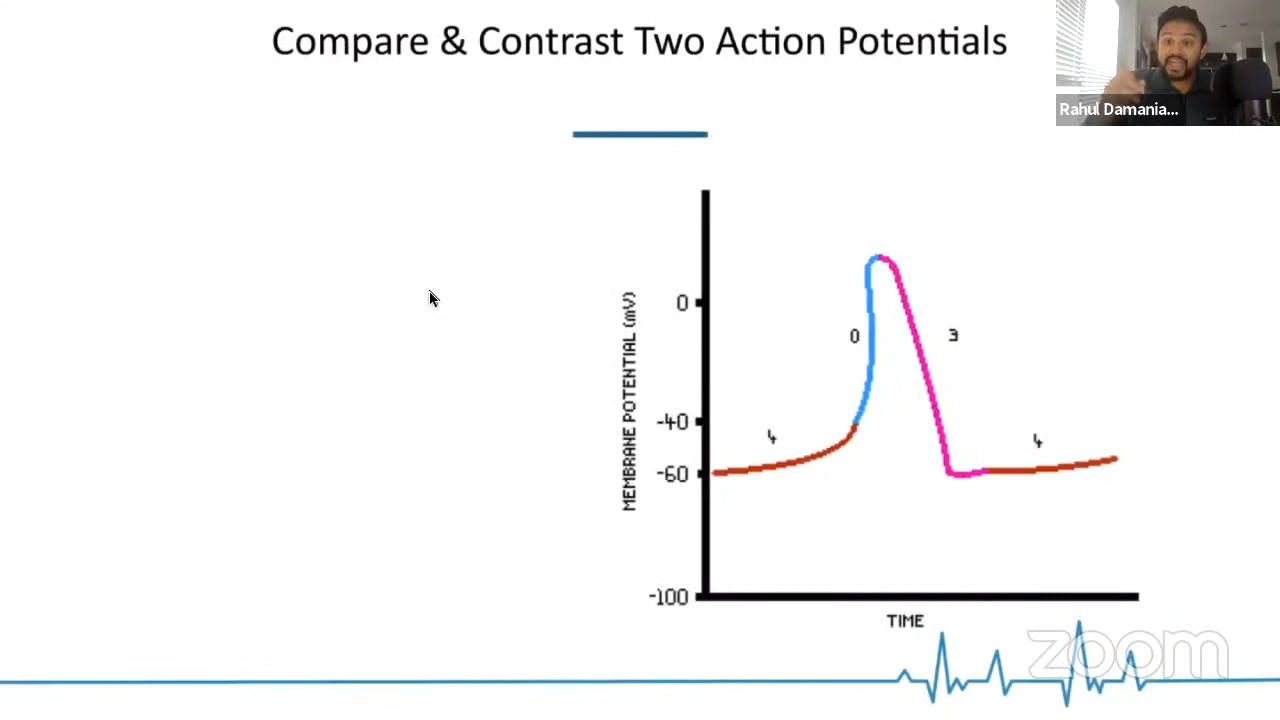 Compare & Contrast Two Action Potentials
Rahul Damania...
MEMBRANE POTENTIAL (mV)
0
-40
-60
-100
4
0
3
4
TIME
zoom